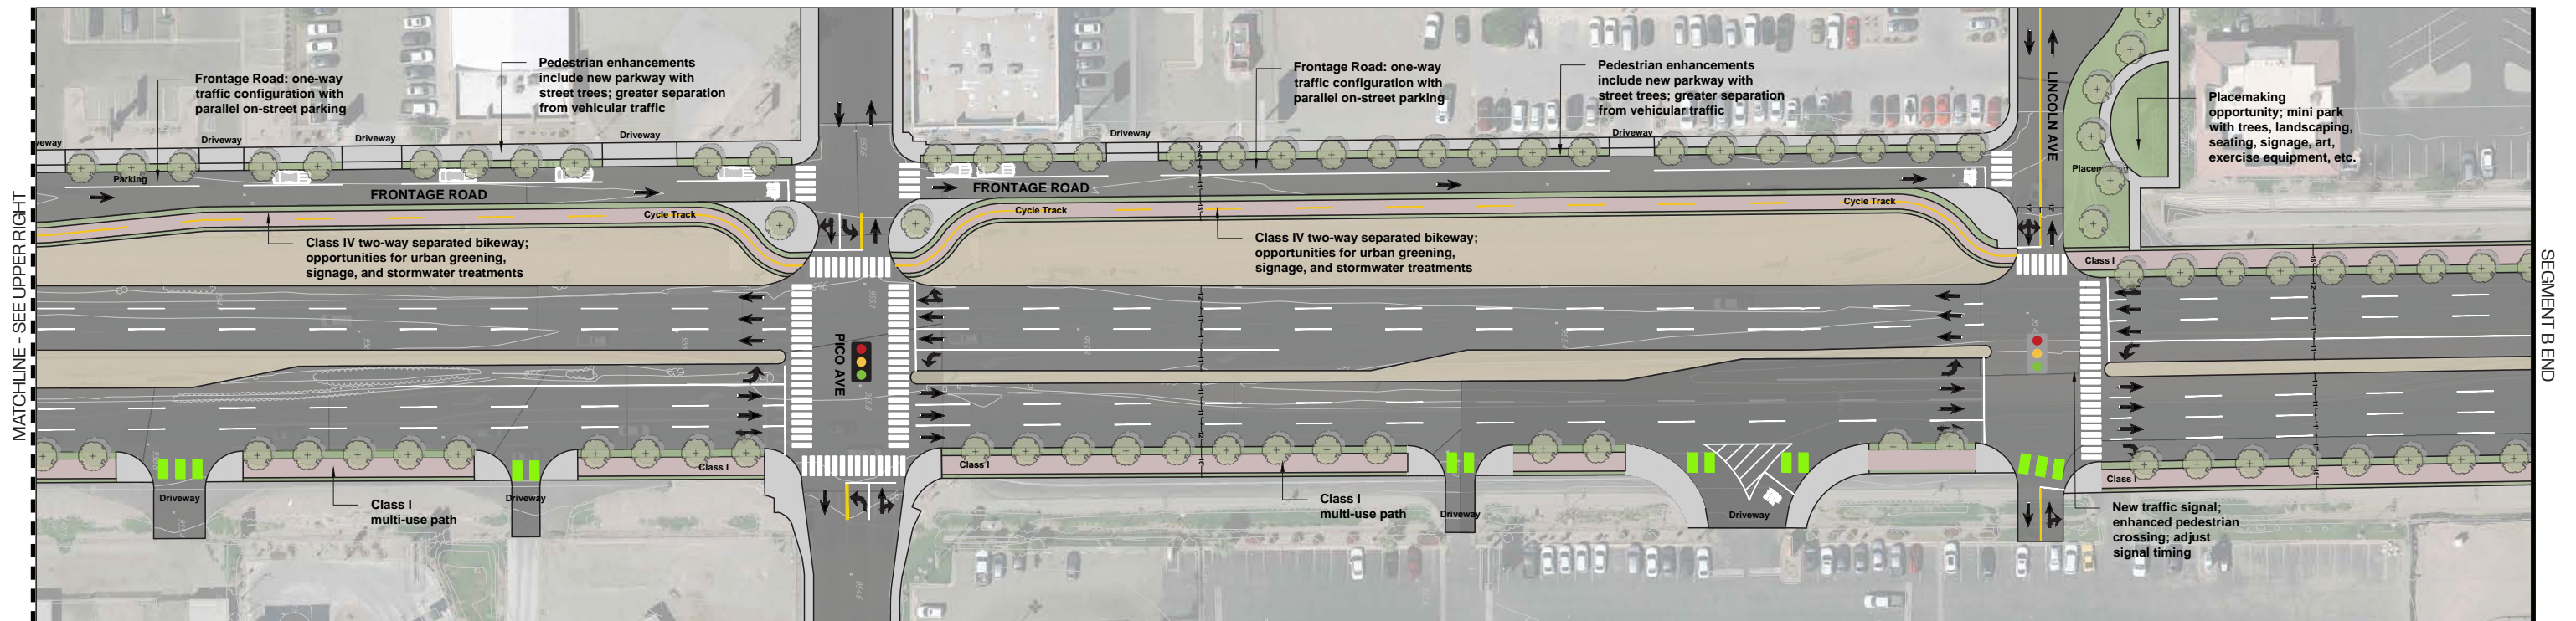 Frontage Road: one-way
traffic configuration with
parallel on-street parking
Pedestrian enhancements
include new parkway with
street trees; greater separation
from vehicular traffic
Frontage Road: one-way
traffic configuration with
parallel on-street parking
Pedestrian enhancements
include new parkway with
street trees; greater separation
from vehicular traffic
LINCOLN AVE
Placemaking
opportunity; mini park
with trees, landscaping,
seating, signage, art,
exercise equipment, etc.
Driveway
Driveway
Driveway
Driveway
Driveway
Parking
FRONTAGE ROAD
FRONTAGE ROAD
Cycle Track
Cycle Track
Cycle Track
Class IV two-way separated bikeway;
opportunities for urban greening,
signage, and stormwater treatments
Class IV two-way separated bikeway;
opportunities for urban greening,
signage, and stormwater treatments
Class I
MATCHLINE - SEE UPPER RIGHT
SEGMENT B END
PICO AVE
Class I
Class I
Class I
Driveway
Driveway
Driveway
Driveway
Class I
multi-use path
Class I
multi-use path
New traffic signal;
enhanced pedestrian
crossing; adjust
signal timing